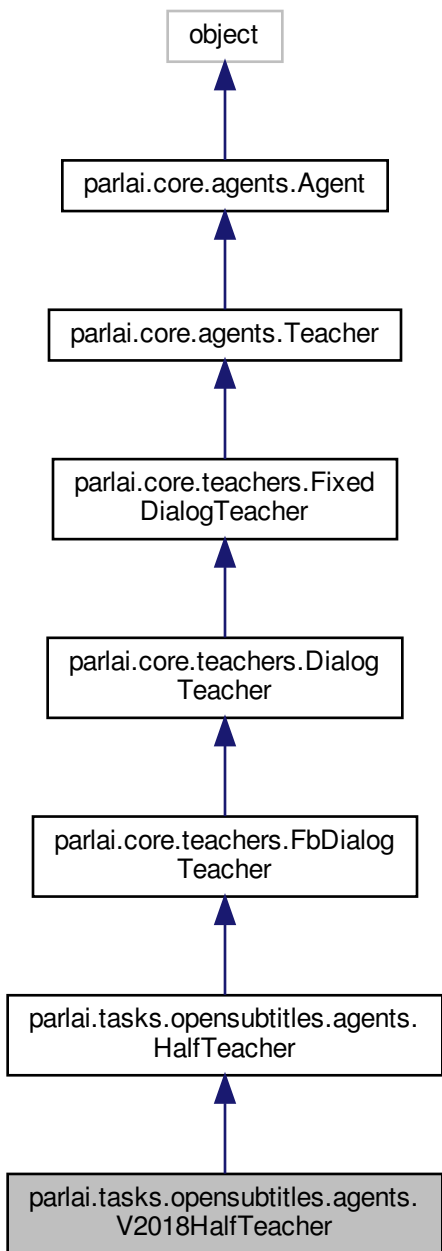 object
parlai.core.agents.Agent
parlai.core.agents.Teacher
parlai.core.teachers.Fixed
DialogTeacher
parlai.core.teachers.Dialog
Teacher
parlai.core.teachers.FbDialog
Teacher
parlai.tasks.opensubtitles.agents.
HalfTeacher
parlai.tasks.opensubtitles.agents.
V2018HalfTeacher